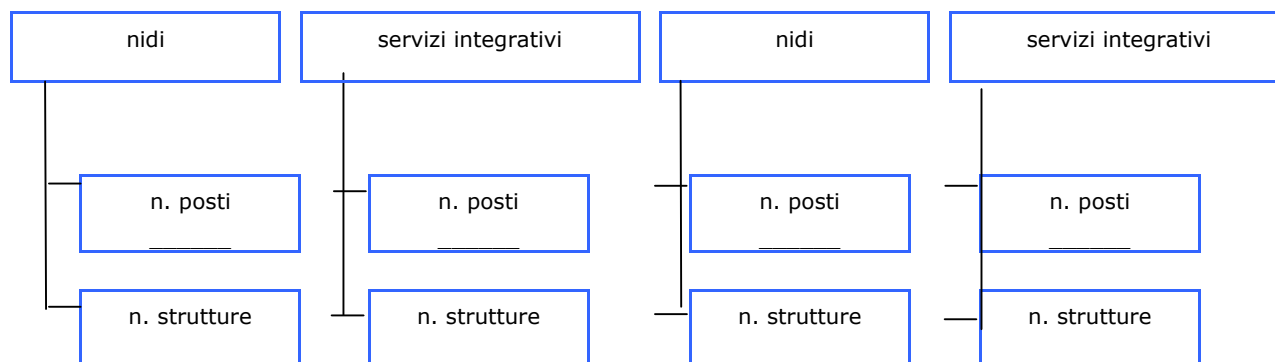 nidi
servizi integrativi
nidi
servizi integrativi
n. posti
______
n. posti
______
n. posti
______
n. posti
______
n. strutture
n. strutture
n. strutture
n. strutture